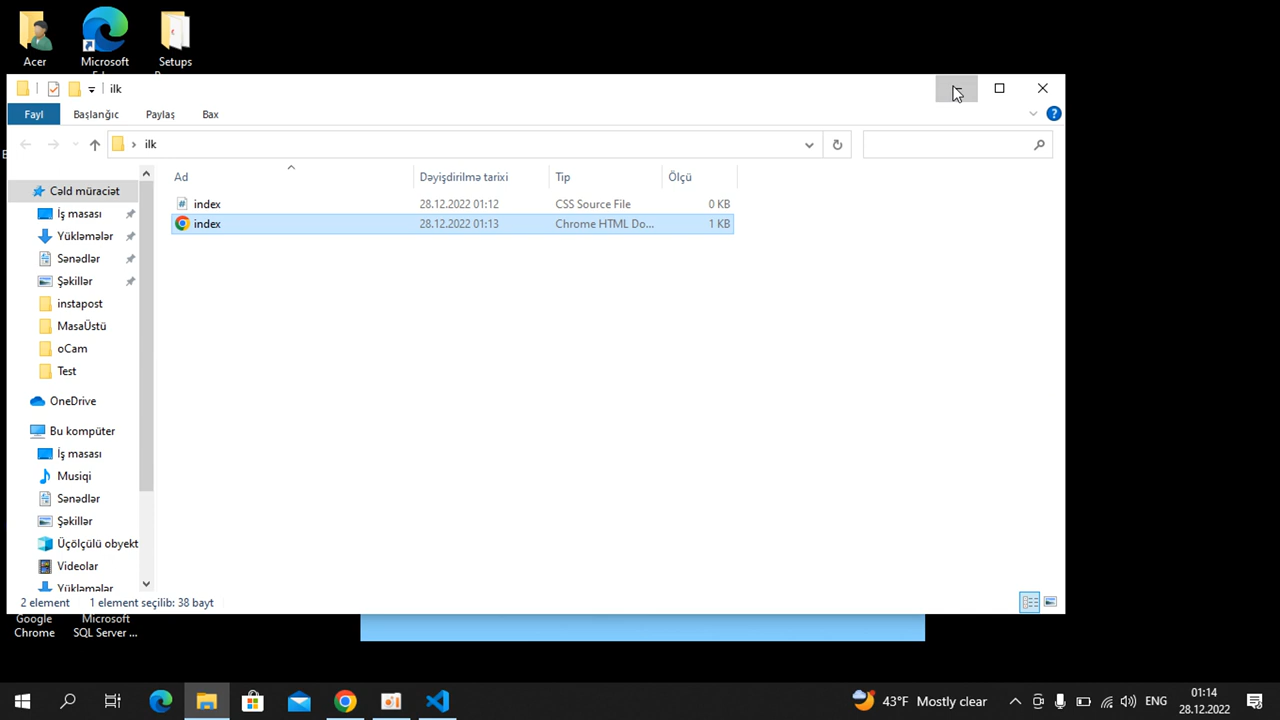 Acer
Microsoft
Setups
ilk
Fayl
Başlanğıc
Paylaş
Bax
ilk
Ad
Dəyişdirilmə tarixi
Tip
Ölçü
index
28.12.2022 01:12
CSS Source File
0 KB
index
28.12.2022 01:13
Chrome HTML Do...
1 KB
Cəld müraciət
İş masası
Yükləmələr
Sənədlər
Şəkillər
instapost
MasaÜstü
oCam
Test
OneDrive
Bu kompüter
İş masası
Musiqi
Sənədlər
Şəkillər
Üçölçülü obyekt
Videolar
Yükləmələr
2 element
1 element seçilib: 38 bayt
Google
Chrome
Microsoft
SQL Server ...
43°F Mostly clear
ENG
01:14
28.12.2022